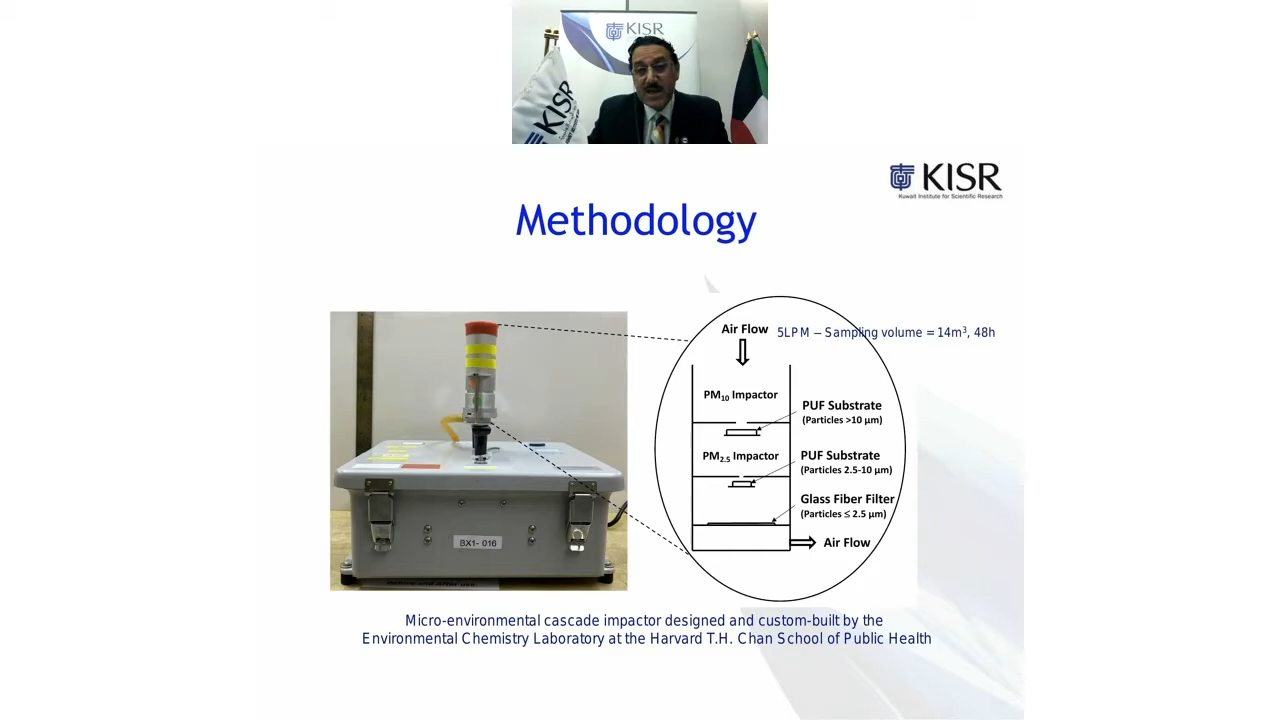 KISR
KISR
KISR
Kuwait Institute for Scientific Research
Methodology
Air Flow
5LPM – Sampling volume = 14m³, 48h
PM₁₀ Impactor
PUF Substrate
(Particles >10 µm)
PM₂.₅ Impactor
PUF Substrate
(Particles 2.5-10 µm)
Glass Fiber Filter
(Particles ≤ 2.5 µm)
Air Flow
BX1- 016
Micro-environmental cascade impactor designed and custom-built by the
Environmental Chemistry Laboratory at the Harvard T.H. Chan School of Public Health